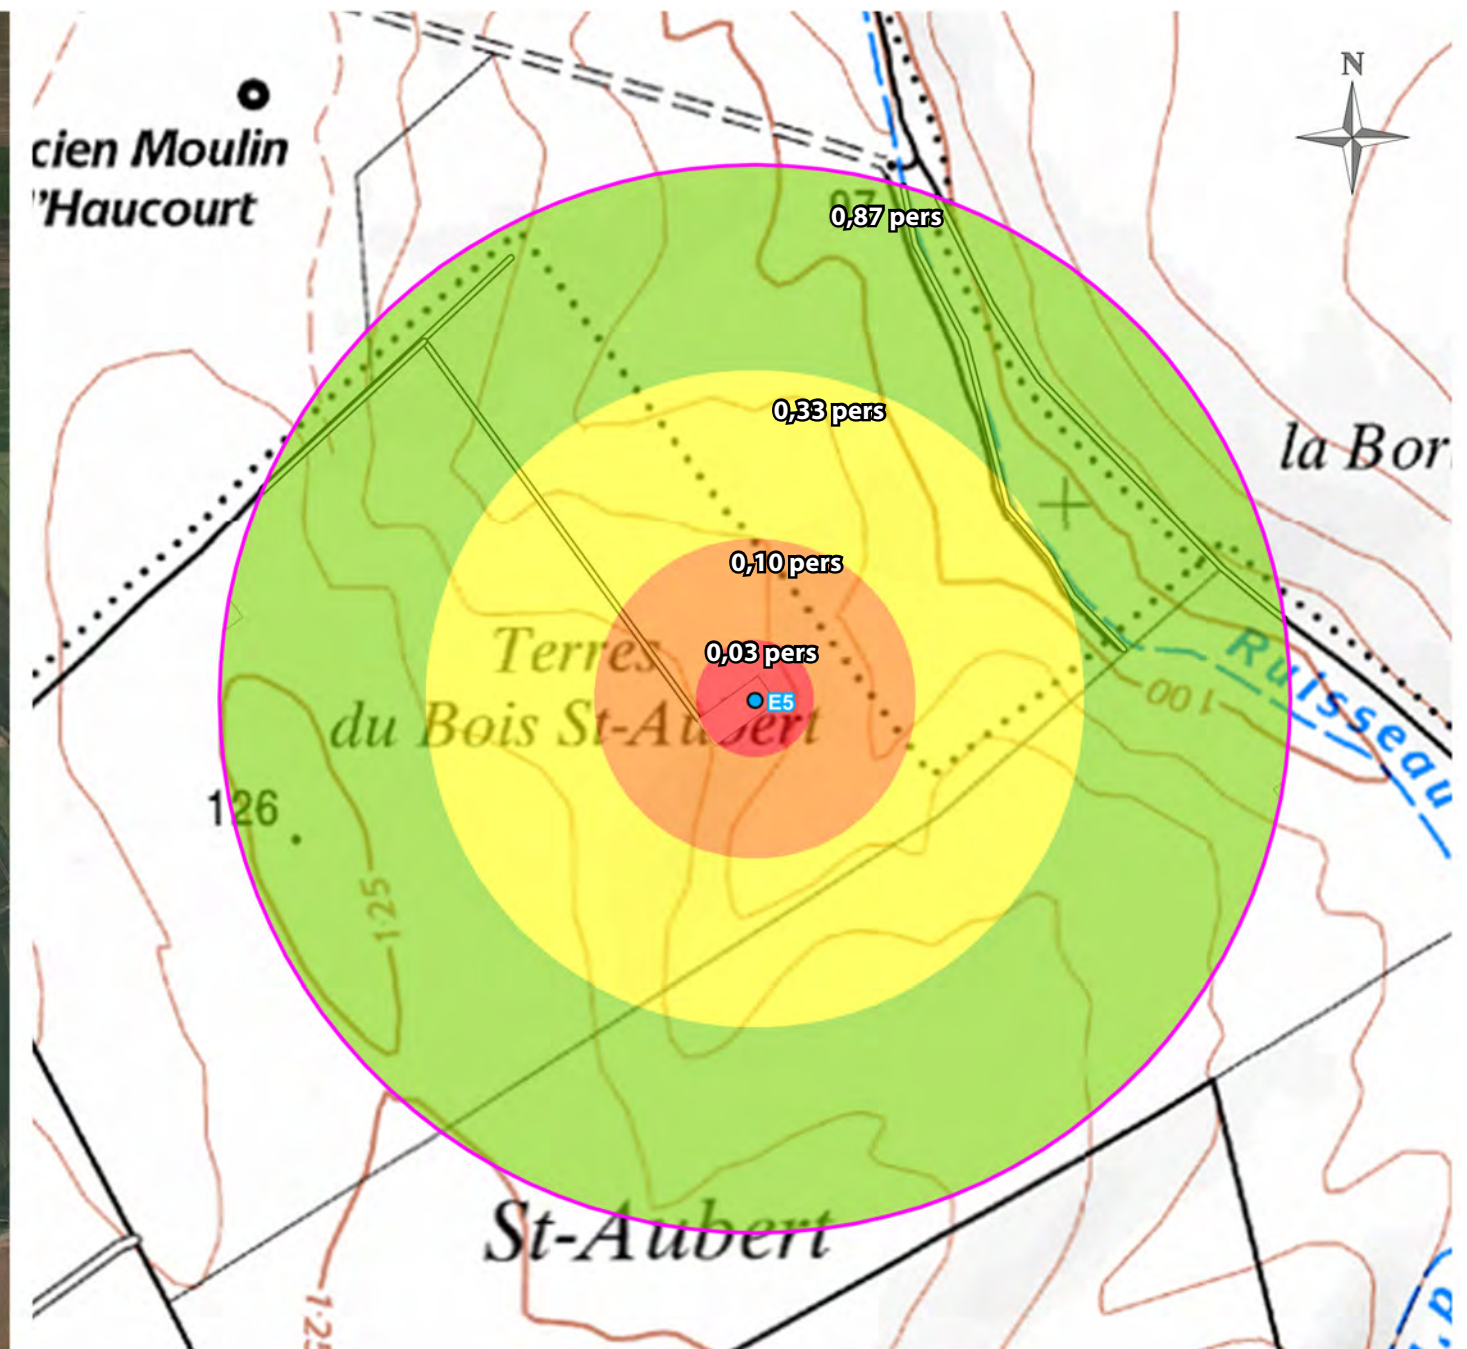 N
cien Moulin
'Haucourt
0,87 pers
0,33 pers
la Bor
0,10 pers
Terres
0,03 pers
Ruisseau
100
E5
du Bois St-Aubert
126
125
St-Aubert
125